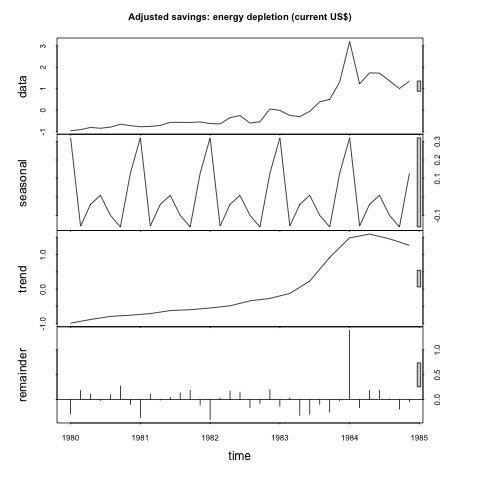 Adjusted savings: energy depletion (current US$)
data
-1 0 1 2 3
seasonal
-0.1 0.1 0.2 0.3
trend
-1.0 0.0 1.0
remainder
0.0 0.5 1.0
1980 1981 1982 1983 1984 1985
time